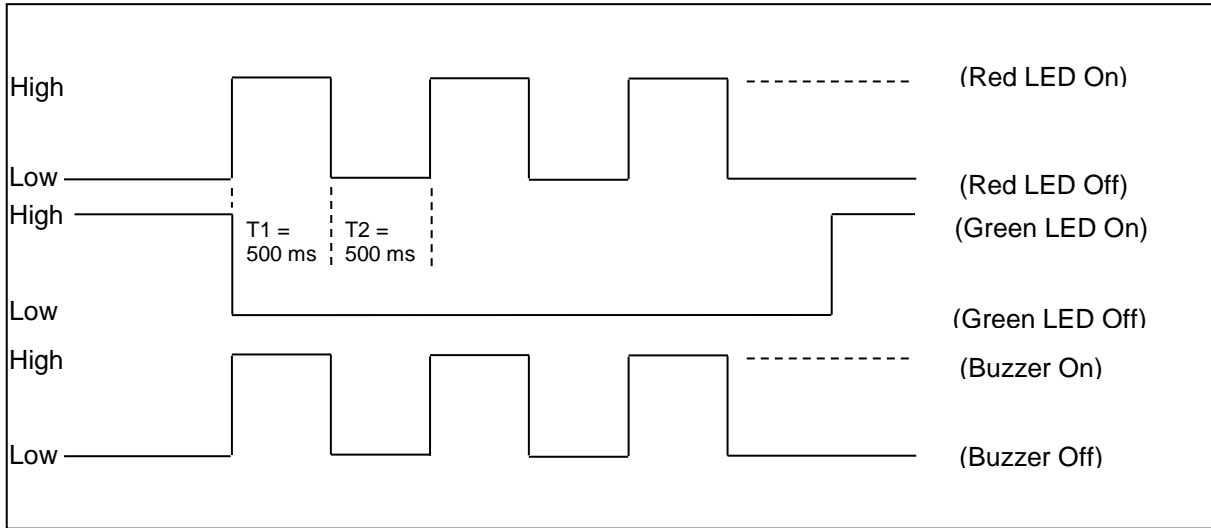 High
(Red LED On)
Low
(Red LED Off)
High
(Green LED On)
T1 =
500 ms
T2 =
500 ms
Low
(Green LED Off)
High
(Buzzer On)
Low
(Buzzer Off)